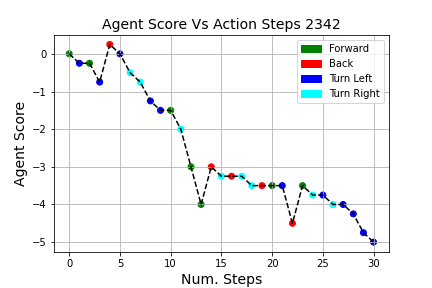 Agent Score Vs Action Steps 2342
Forward
Back
Turn Left
Turn Right
Agent Score
0
−1
−2
−3
−4
−5
0 5 10 15 20 25 30
Num. Steps